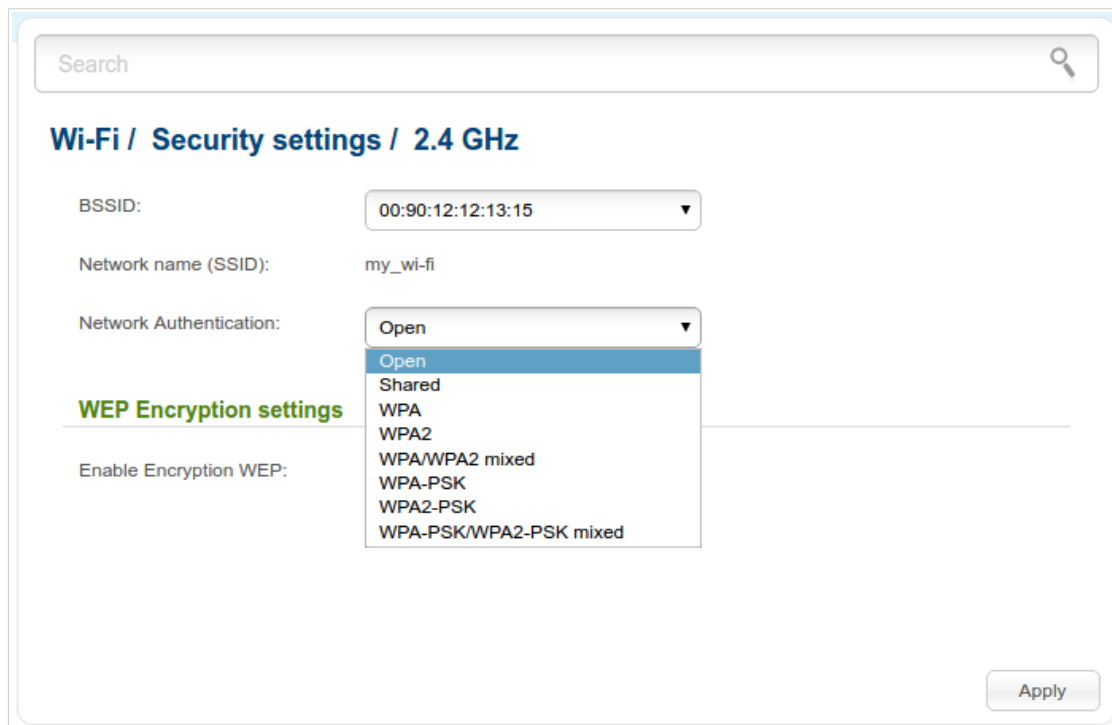 Search
Wi-Fi / Security settings / 2.4 GHz
BSSID: 00:90:12:12:13:15
Network name (SSID): my_wi-fi
Network Authentication: Open
Open
Shared
WPA
WPA2
WPA/WPA2 mixed
WPA-PSK
WPA2-PSK
WPA-PSK/WPA2-PSK mixed
WEP Encryption settings
Enable Encryption WEP:
Apply